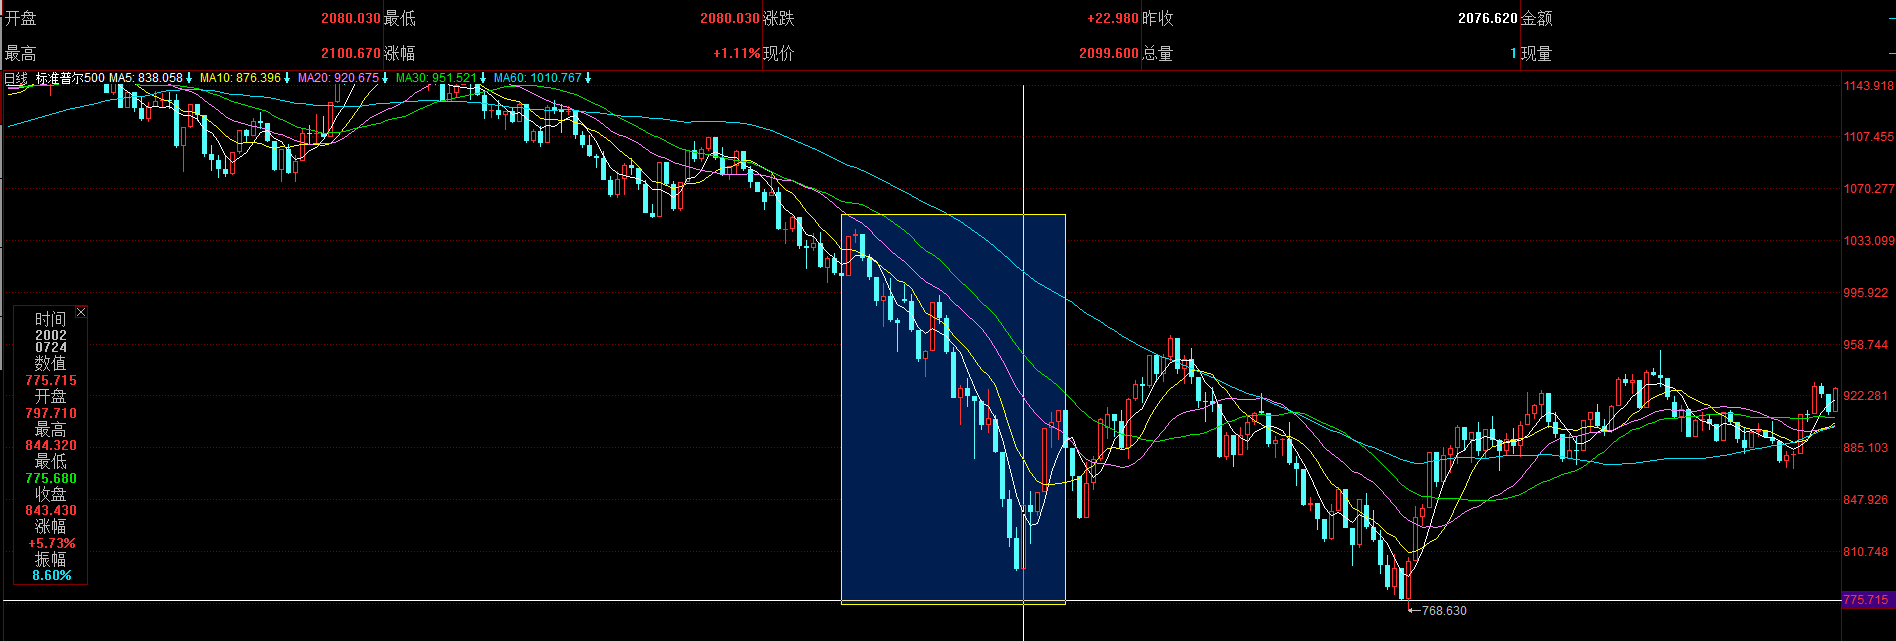 开盘 2080.030 最低 2080.030 涨跌 +22.980 昨收 2076.620 金额
最高 2100.670 涨幅 +1.11% 现价 2099.600 总量 1 现量
日线 标准普尔500 MA5: 838.058↓ MA10: 876.396↓ MA20: 920.675↓ MA30: 951.521↓ MA60: 1010.767↓
1143.918
1107.455
1070.277
1033.099
995.922
958.744
922.281
885.103
847.926
810.748
775.715
时间
2002
0724
数值
775.715
开盘
797.710
最高
844.320
最低
775.680
收盘
843.430
涨幅
+5.73%
振幅
8.60%
←768.630